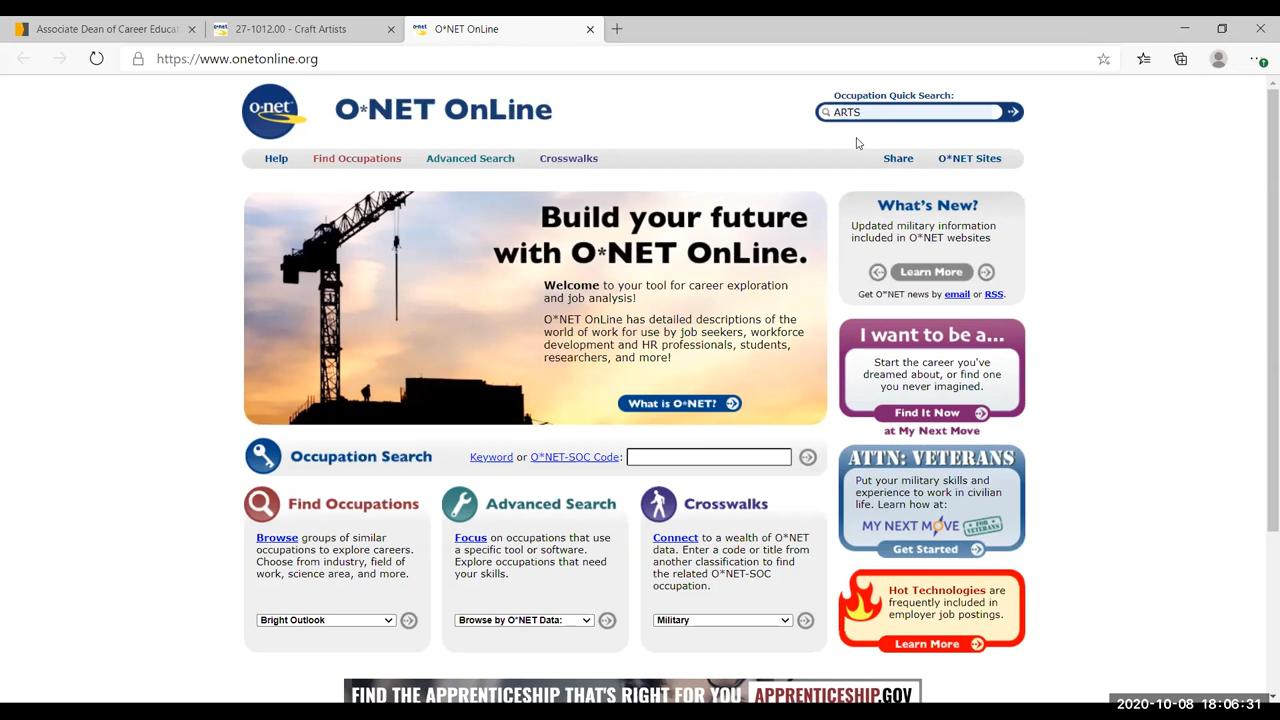 Associate Dean of Career Educat
27-1012.00 - Craft Artists
O*NET OnLine
https://www.onetonline.org
o·net
O*NET OnLine
Occupation Quick Search:
ARTS
Help
Find Occupations
Advanced Search
Crosswalks
Share
O*NET Sites
Build your future
with O*NET OnLine.
Welcome to your tool for career exploration
and job analysis!
O*NET OnLine has detailed descriptions of the
world of work for use by job seekers, workforce
development and HR professionals, students,
researchers, and more!
What is O*NET?
What's New?
Updated military information
included in O*NET websites
Learn More
Get O*NET news by email or RSS.
I want to be a...
Start the career you've
dreamed about, or find one
you never imagined.
Find It Now
at My Next Move
Occupation Search
Keyword or O*NET-SOC Code:
ATTN: VETERANS
Put your military skills and
experience to work in civilian
life. Learn how at:
MY NEXT MOVE
FOR VETERANS
Get Started
Find Occupations
Browse groups of similar
occupations to explore careers.
Choose from industry, field of
work, science area, and more.
Bright Outlook
Advanced Search
Focus on occupations that use
a specific tool or software.
Explore occupations that need
your skills.
Browse by O*NET Data:
Crosswalks
Connect to a wealth of O*NET
data. Enter a code or title from
another classification to find
the related O*NET-SOC
occupation.
Military
Hot Technologies are
frequently included in
employer job postings.
Learn More
FIND THE APPRENTICESHIP THAT'S RIGHT FOR YOU APPRENTICESHIP.GOV
2020-10-08 18:06:31